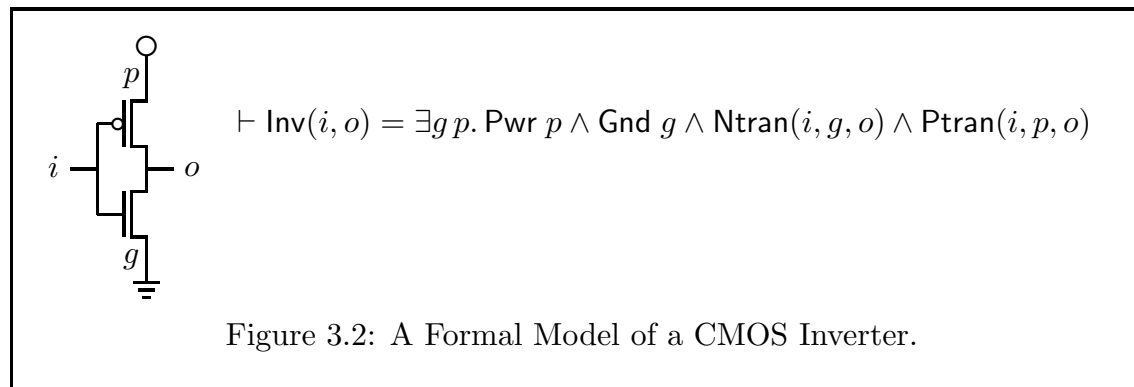 p
⊢ Inv(i, o) = ∃g p. Pwr p ∧ Gnd g ∧ Ntran(i, g, o) ∧ Ptran(i, p, o)
i
o
g
Figure 3.2: A Formal Model of a CMOS Inverter.